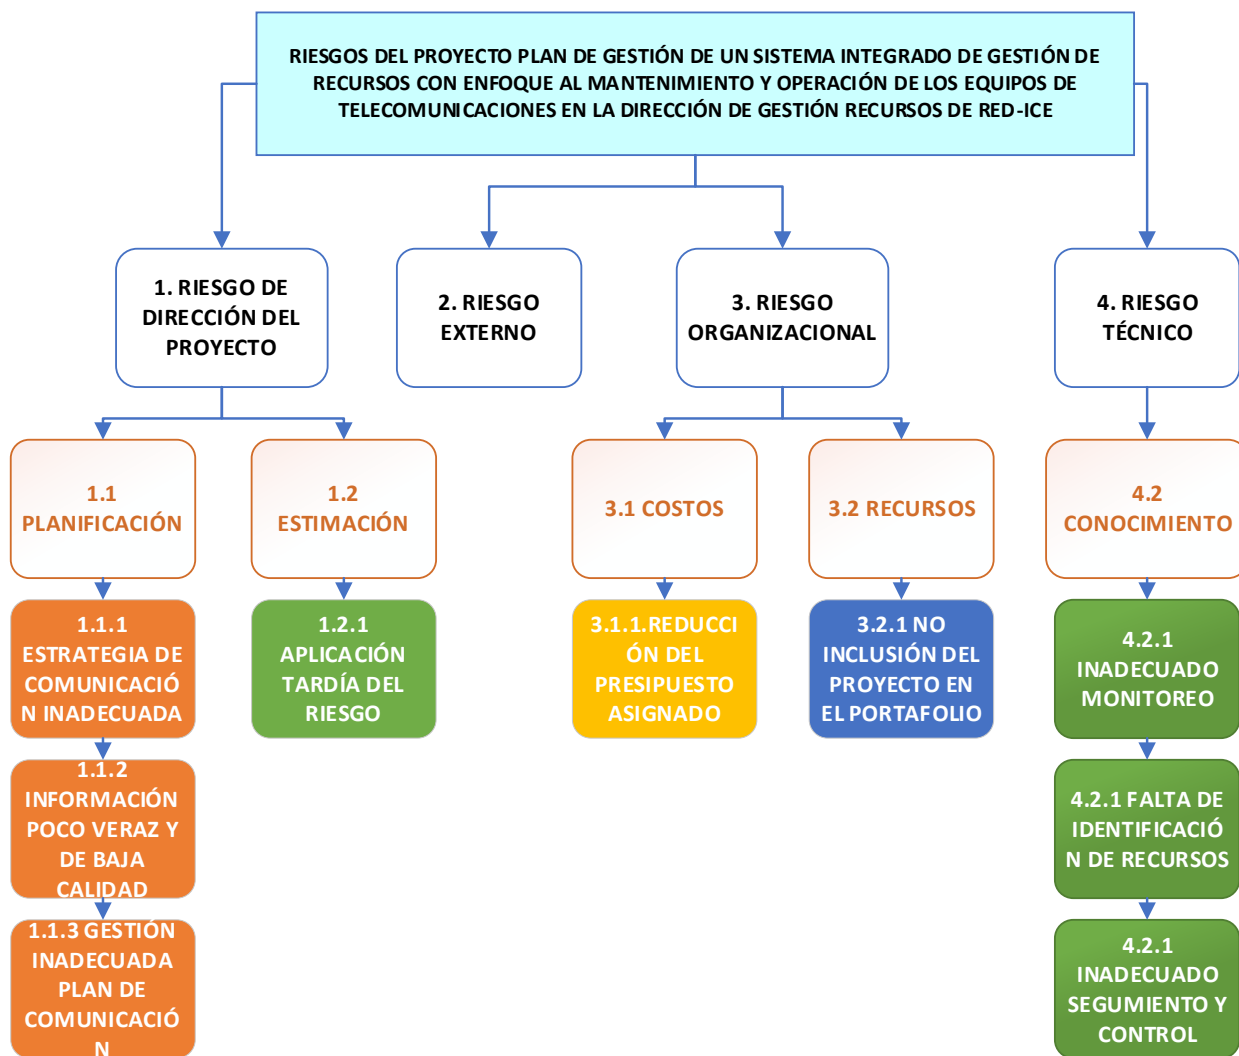 RIESGOS DEL PROYECTO PLAN DE GESTIÓN DE UN SISTEMA INTEGRADO DE GESTIÓN DE
RECURSOS CON ENFOQUE AL MANTENIMIENTO Y OPERACIÓN DE LOS EQUIPOS DE
TELECOMUNICACIONES EN LA DIRECCIÓN DE GESTIÓN RECURSOS DE RED-ICE
1. RIESGO DE
DIRECCIÓN DEL
PROYECTO
2. RIESGO
EXTERNO
3. RIESGO
ORGANIZACIONAL
4. RIESGO
TÉCNICO
1.1
PLANIFICACIÓN
1.2
ESTIMACIÓN
3.1 COSTOS
3.2 RECURSOS
4.2
CONOCIMIENTO
1.1.1
ESTRATEGIA DE
COMUNICACIÓ
N INADECUADA
1.2.1
APLICACIÓN
TARDÍA DEL
RIESGO
3.1.1.REDUCCI
ÓN DEL
PRESIPUESTO
ASIGNADO
3.2.1 NO
INCLUSIÓN DEL
PROYECTO EN
EL PORTAFOLIO
4.2.1
INADECUADO
MONITOREO
1.1.2
INFORMACIÓN
POCO VERAZ Y
DE BAJA
CALIDAD
4.2.1 FALTA DE
IDENTIFICACIÓ
N DE RECURSOS
1.1.3 GESTIÓN
INADECUADA
PLAN DE
COMUNICACIÓ
N
4.2.1
INADECUADO
SEGUMIENTO Y
CONTROL